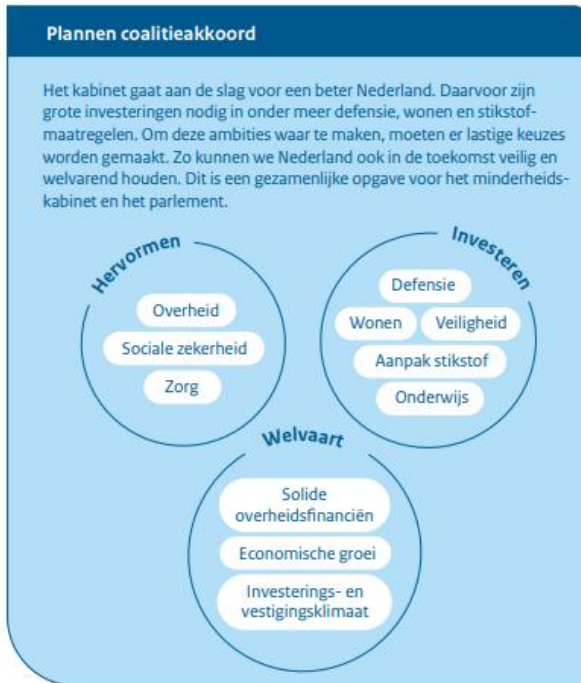 Plannen coalitieakkoord
Het kabinet gaat aan de slag voor een beter Nederland. Daarvoor zijn
grote investeringen nodig in onder meer defensie, wonen en stikstof-
maatregelen. Om deze ambities waar te maken, moeten er lastige keuzes
worden gemaakt. Zo kunnen we Nederland ook in de toekomst veilig en
welvarend houden. Dit is een gezamenlijke opgave voor het minderheids-
kabinet en het parlement.
Hervormen
Overheid
Sociale zekerheid
Zorg
Investeren
Defensie
Wonen
Veiligheid
Aanpak stikstof
Onderwijs
Welvaart
Solide
overheidsfinanciën
Economische groei
Investerings- en
vestigingsklimaat